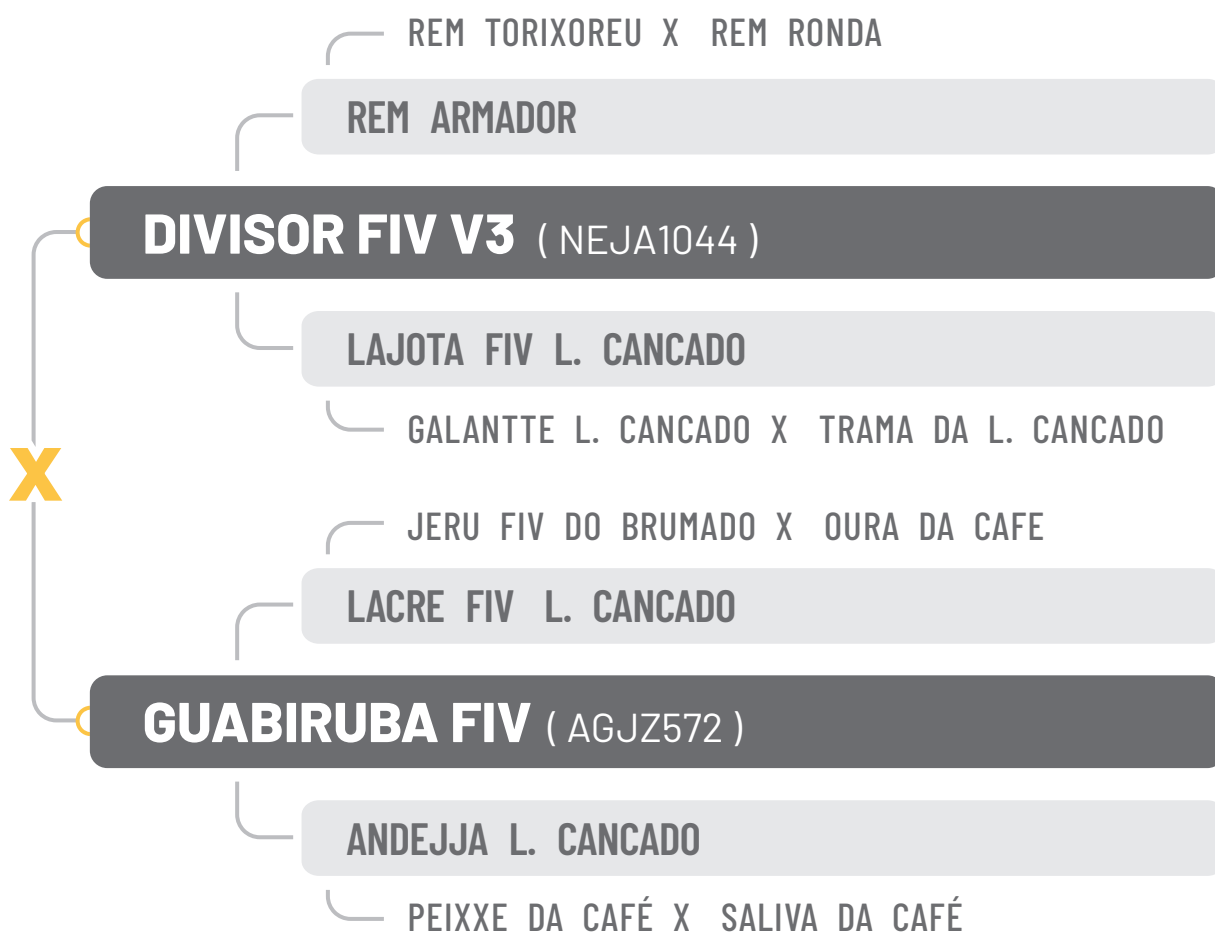 REM TORIXOREU X REM RONDA
REM ARMADOR
DIVISOR FIV V3 ( NEJA1044 )
LAJOTA FIV L. CANCADO
GALANTTE L. CANCADO X TRAMA DA L. CANCADO
X
JERU FIV DO BRUMADO X OURA DA CAFE
LACRE FIV L. CANCADO
GUABIRUBA FIV ( AGJZ572 )
ANDEJJA L. CANCADO
PEIXXE DA CAFÉ X SALIVA DA CAFÉ